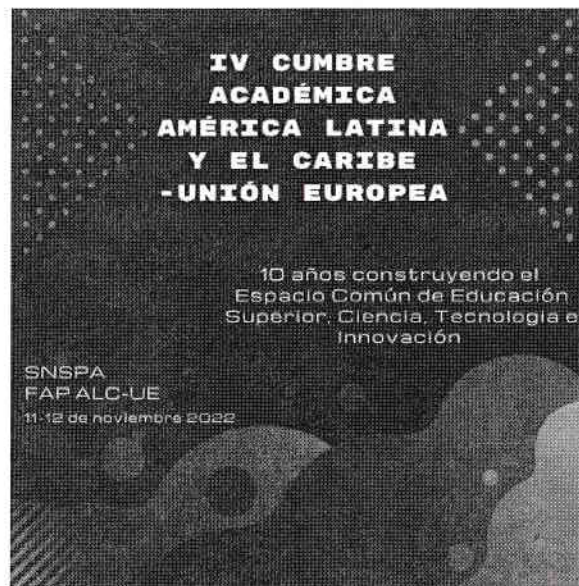 IV CUMBRE
ACADÉMICA
AMÉRICA LATINA
Y EL CARIBE
-UNIÓN EUROPEA
10 años construyendo el
Espacio Común de Educación
Superior, Ciencia, Tecnología e
Innovación
SNSPA
FAP ALC-UE
11-12 de noviembre 2022